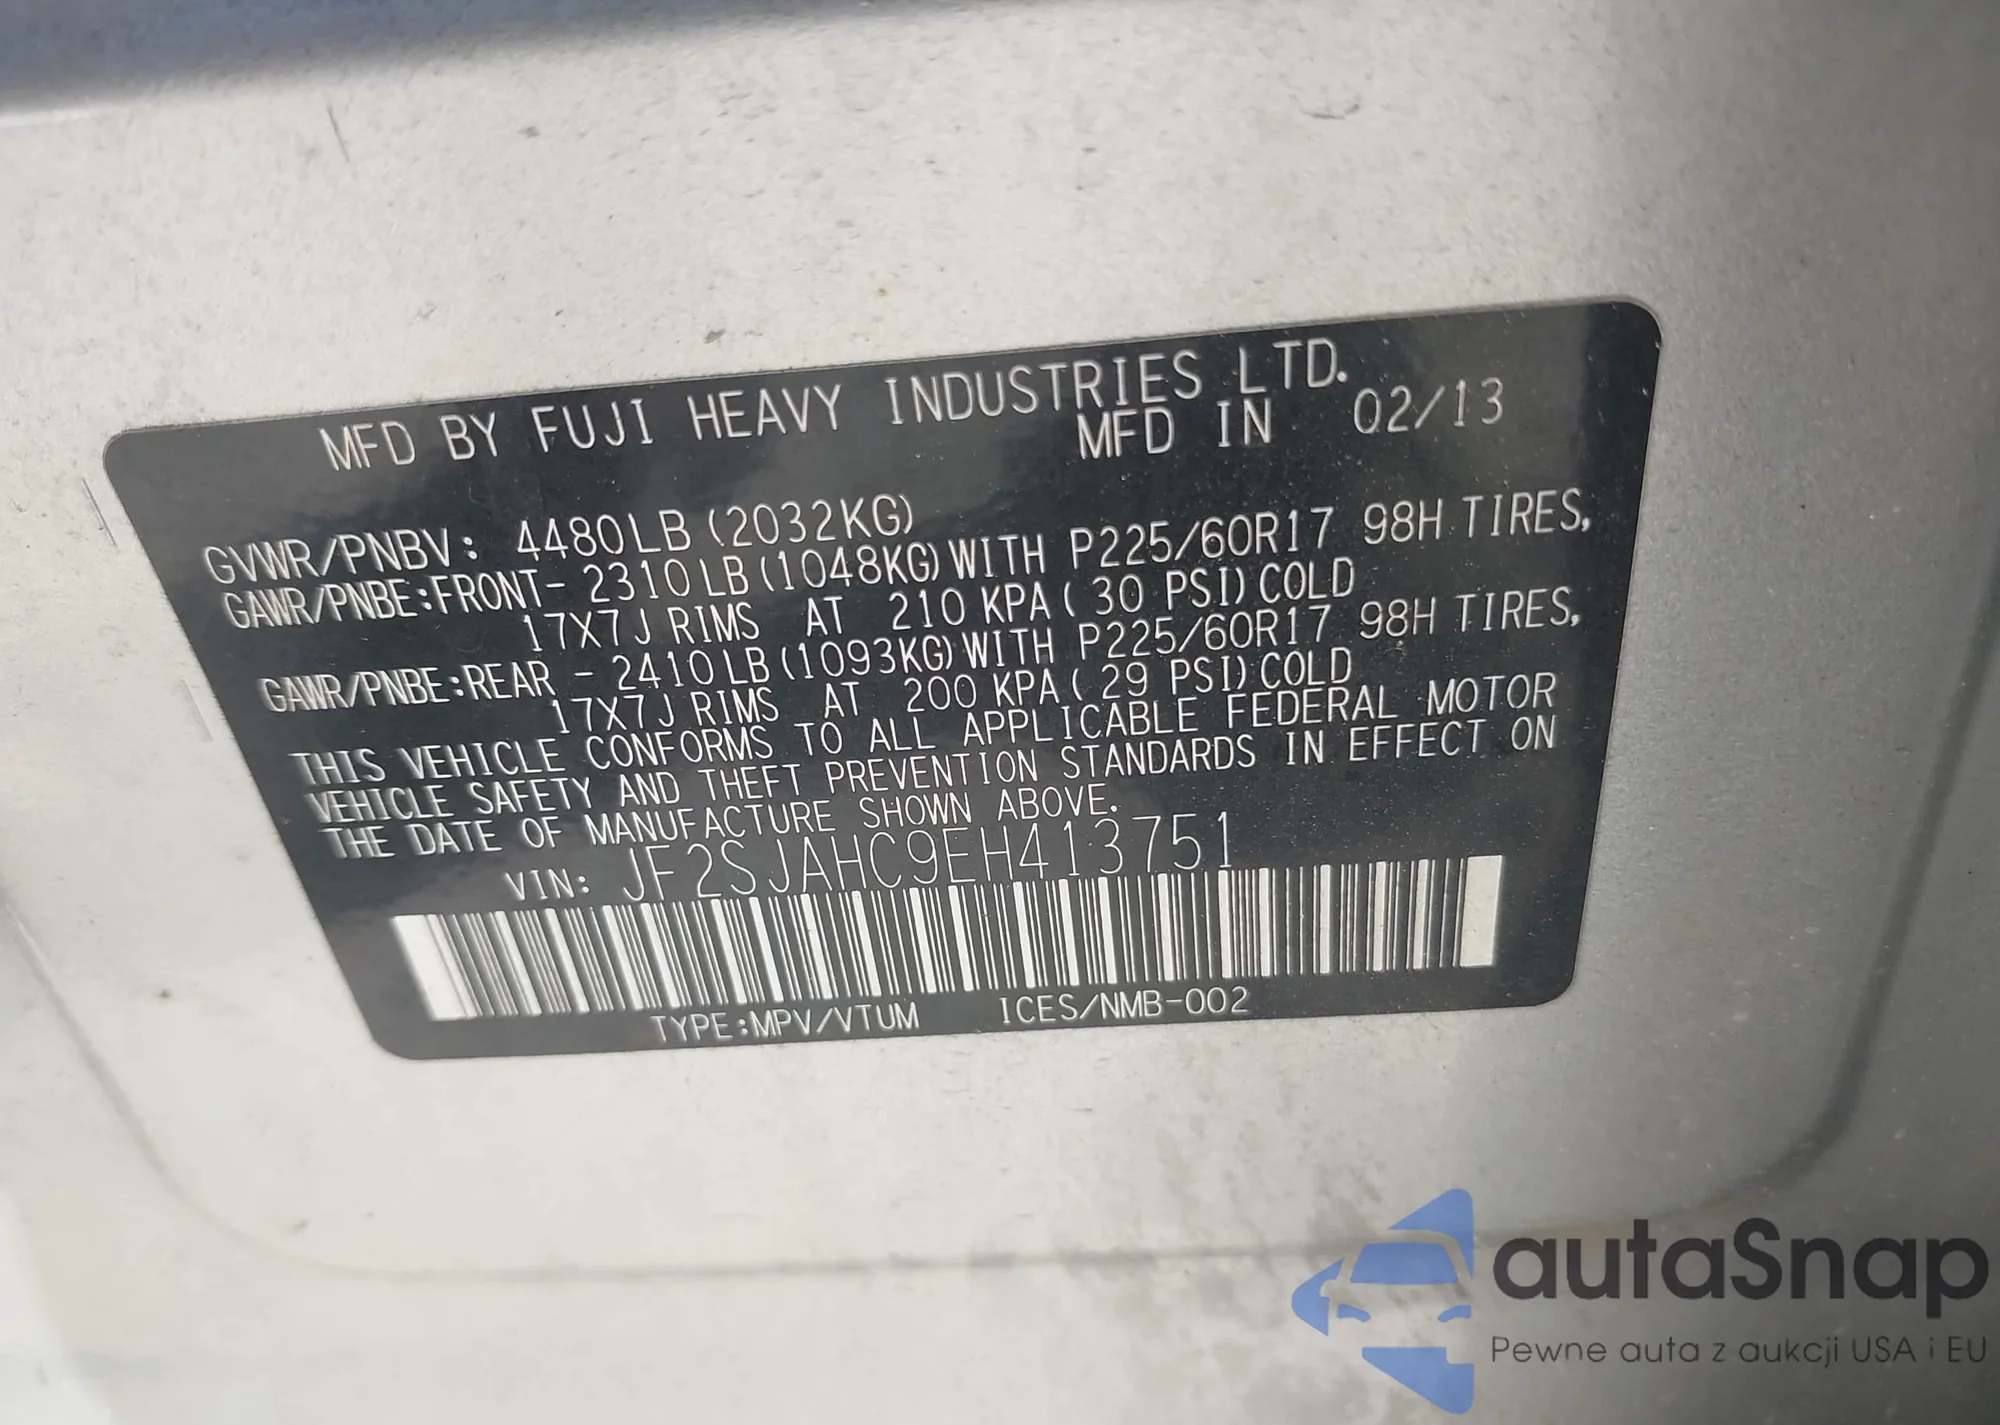 MFD BY FUJI HEAVY INDUSTRIES LTD.
MFD IN 02/13
GVWR/PNBV: 4480LB (2032KG)
GAWR/PNBE:FRONT- 2310LB (1048KG) WITH P225/60R17 98H TIRES,
17X7J RIMS AT 210 KPA ( 30 PSI) COLD
GAWR/PNBE:REAR - 2410LB (1093KG) WITH P225/60R17 98H TIRES,
17X7J RIMS AT 200 KPA ( 29 PSI) COLD
THIS VEHICLE CONFORMS TO ALL APPLICABLE FEDERAL MOTOR
VEHICLE SAFETY AND THEFT PREVENTION STANDARDS IN EFFECT ON
THE DATE OF MANUFACTURE SHOWN ABOVE.
VIN: JF2SJAHC9EH413751
TYPE:MPV/VTUM ICES/NMB-002
autaSnap
Pewne auta z aukcji USA i EU